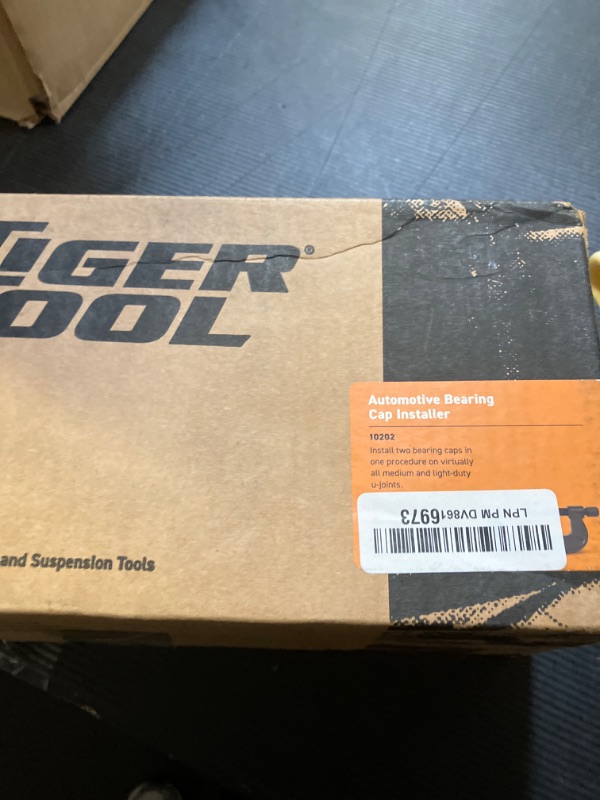 TIGER®
OOL
Automotive Bearing
Cap Installer
10202
Install two bearing caps in
one procedure on virtually
all medium and light-duty
u-joints.
LPN PM DV8616973
and Suspension Tools